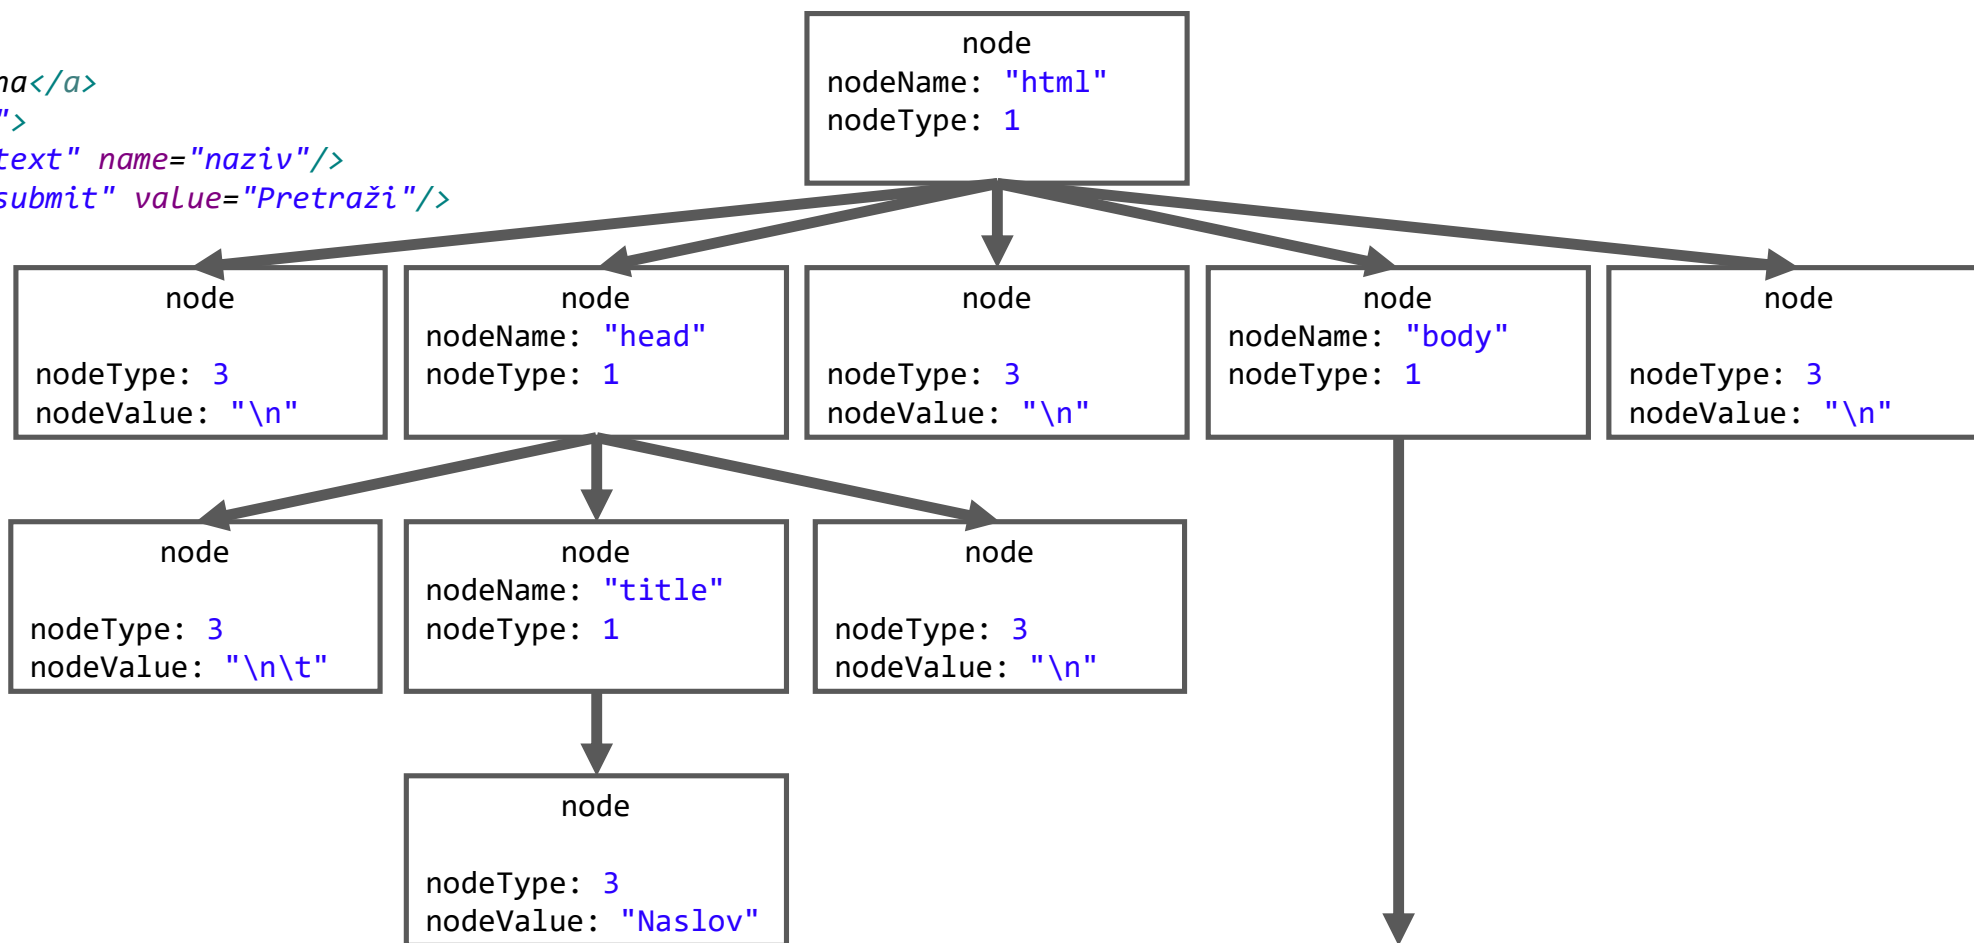 na</a>
">
text" name="naziv"/>
submit" value="Pretraži"/>
node
nodeName: "html"
nodeType: 1
node
nodeType: 3
nodeValue: "\n"
node
nodeName: "head"
nodeType: 1
node
nodeType: 3
nodeValue: "\n"
node
nodeName: "body"
nodeType: 1
node
nodeType: 3
nodeValue: "\n"
node
nodeType: 3
nodeValue: "\n\t"
node
nodeName: "title"
nodeType: 1
node
nodeType: 3
nodeValue: "\n"
node
nodeType: 3
nodeValue: "Naslov"